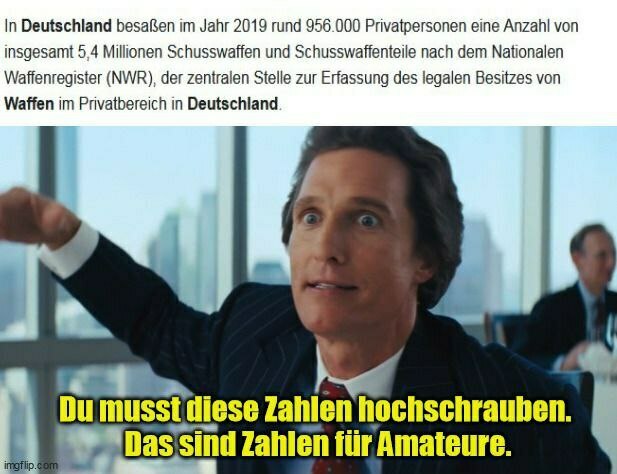 In Deutschland besaßen im Jahr 2019 rund 956.000 Privatpersonen eine Anzahl von
insgesamt 5,4 Millionen Schusswaffen und Schusswaffenteile nach dem Nationalen
Waffenregister (NWR), der zentralen Stelle zur Erfassung des legalen Besitzes von
Waffen im Privatbereich in Deutschland.
Du musst diese Zahlen hochschrauben.
Das sind Zahlen für Amateure.
imgflip.com